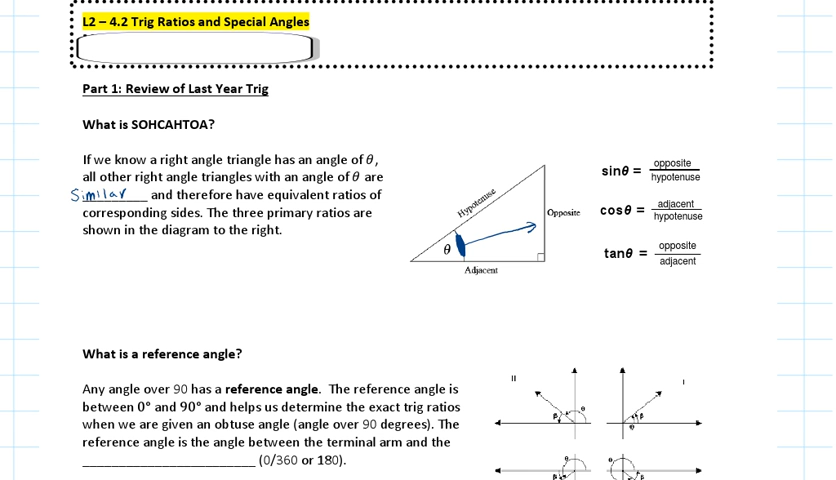 L2 – 4.2 Trig Ratios and Special Angles
Part 1: Review of Last Year Trig
What is SOHCAHTOA?
If we know a right angle triangle has an angle of θ,
all other right angle triangles with an angle of θ are
Similar and therefore have equivalent ratios of
corresponding sides. The three primary ratios are
shown in the diagram to the right.
Hypotenuse
Opposite
θ
Adjacent
sinθ = opposite
hypotenuse
cosθ = adjacent
hypotenuse
tanθ = opposite
adjacent
What is a reference angle?
Any angle over 90 has a reference angle. The reference angle is
between 0° and 90° and helps us determine the exact trig ratios
when we are given an obtuse angle (angle over 90 degrees). The
reference angle is the angle between the terminal arm and the
__________________________ (0/360 or 180).
II
β θ
I
β
θ
θ
β
θ
β